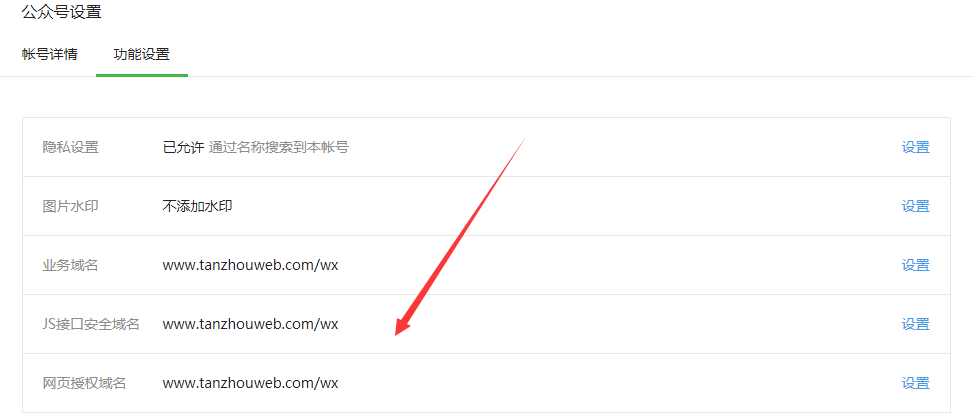 公众号设置
帐号详情 功能设置
隐私设置 已允许 通过名称搜索到本帐号 设置
图片水印 不添加水印 设置
业务域名 www.tanzhouweb.com/wx 设置
JS接口安全域名 www.tanzhouweb.com/wx 设置
网页授权域名 www.tanzhouweb.com/wx 设置